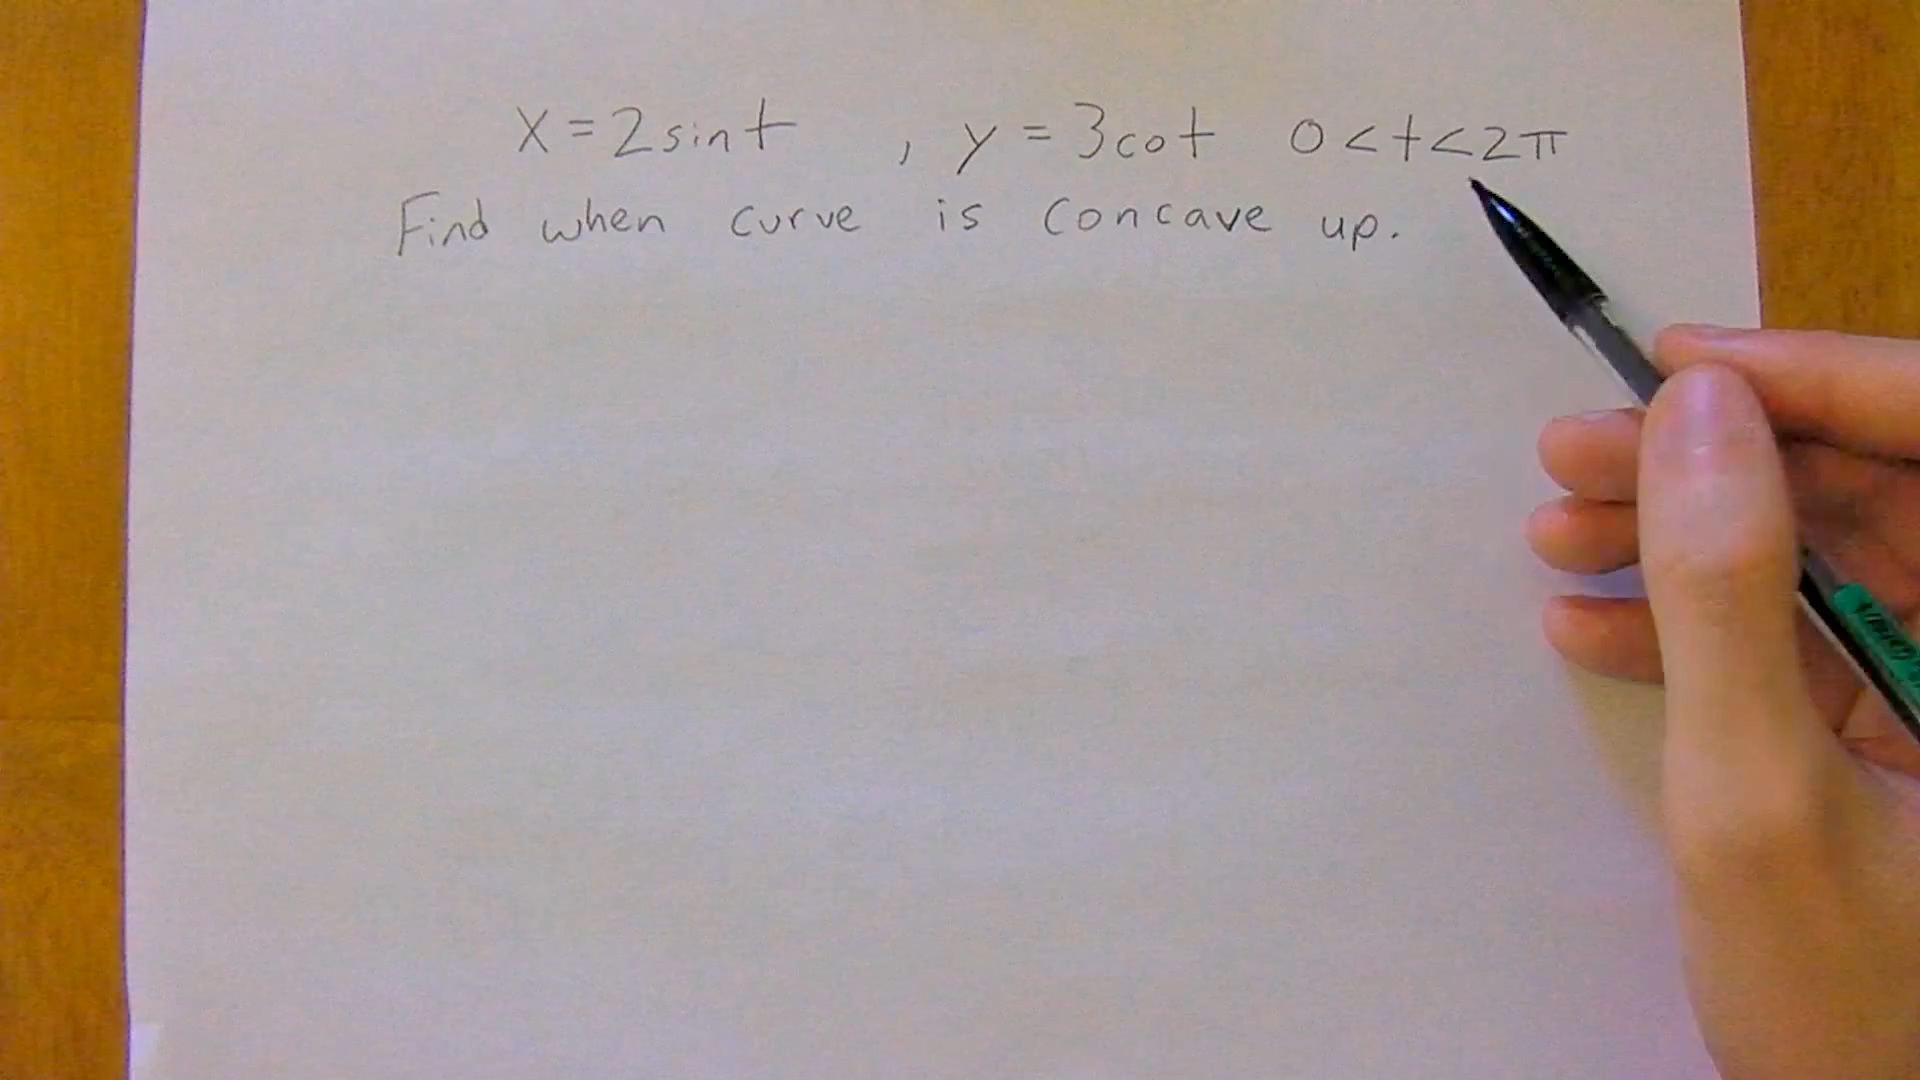 x = 2sint , y = 3cot 0<t<2π
Find when curve is concave up.